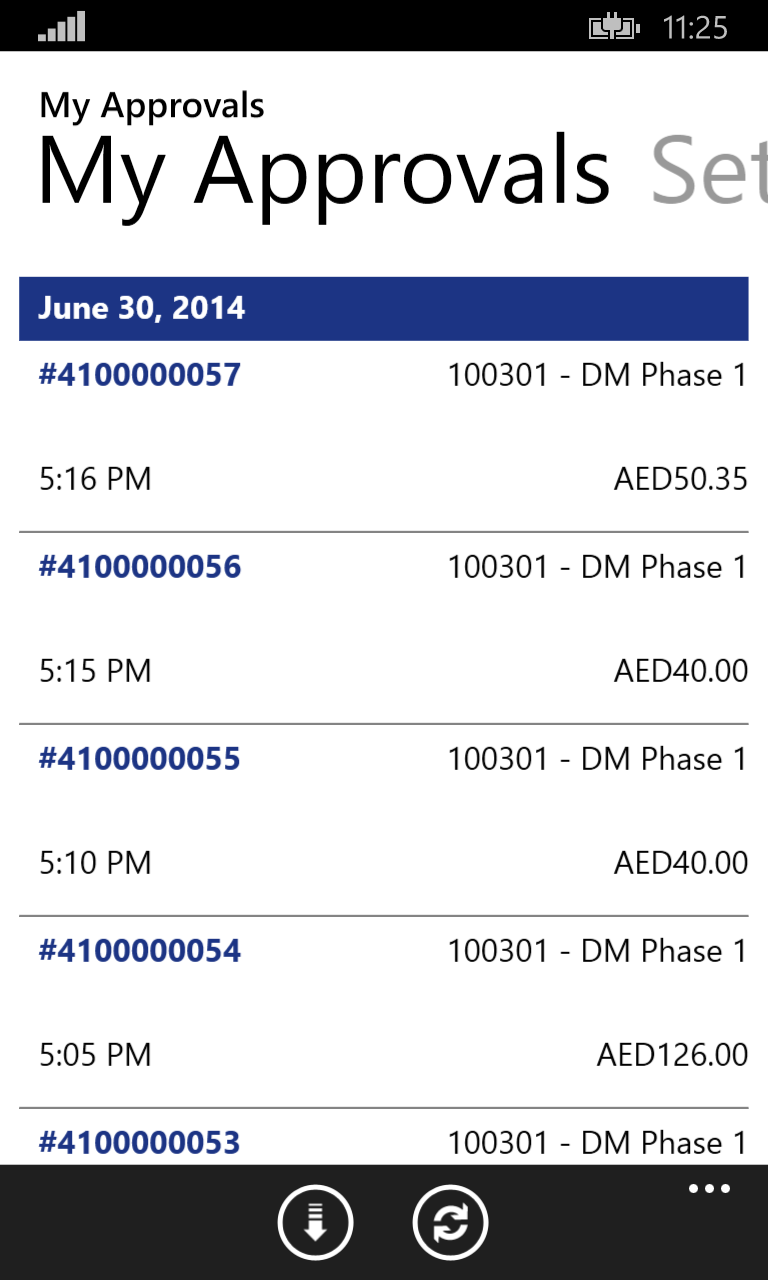 11:25
My Approvals
My Approvals Set
June 30, 2014
#4100000057 100301 - DM Phase 1
5:16 PM AED50.35
#4100000056 100301 - DM Phase 1
5:15 PM AED40.00
#4100000055 100301 - DM Phase 1
5:10 PM AED40.00
#4100000054 100301 - DM Phase 1
5:05 PM AED126.00
#4100000053 100301 - DM Phase 1